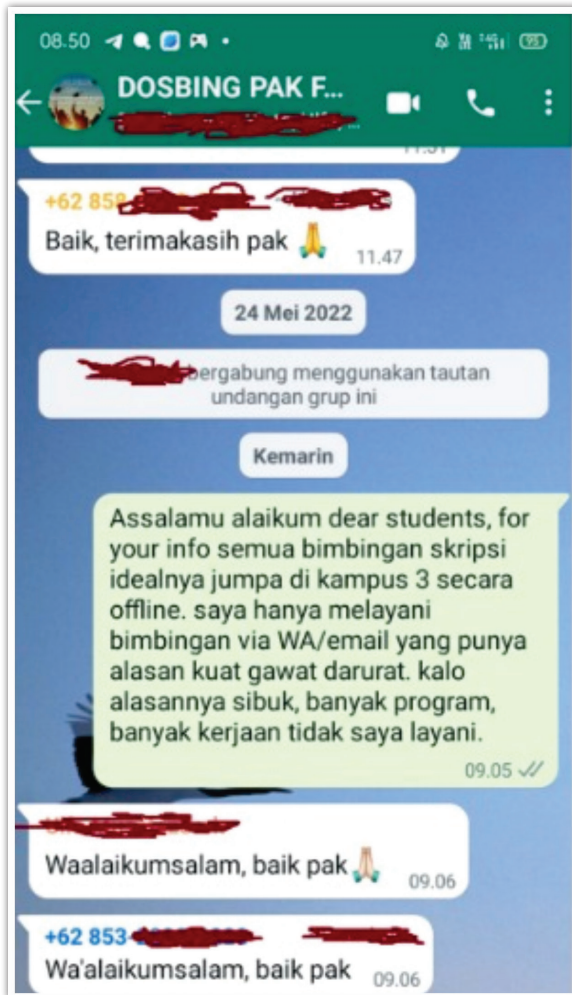 08.50
95
DOSBING PAK F...
+62 858
Baik, terimakasih pak 🙏
11.47
24 Mei 2022
bergabung menggunakan tautan
undangan grup ini
Kemarin
Assalamu alaikum dear students, for
your info semua bimbingan skripsi
idealnya jumpa di kampus 3 secara
offline. saya hanya melayani
bimbingan via WA/email yang punya
alasan kuat gawat darurat. kalo
alasannya sibuk, banyak program,
banyak kerjaan tidak saya layani.
09.05
Waalaikumsalam, baik pak 🙏🏻
09.06
+62 853-
Wa'alaikumsalam, baik pak
09.06